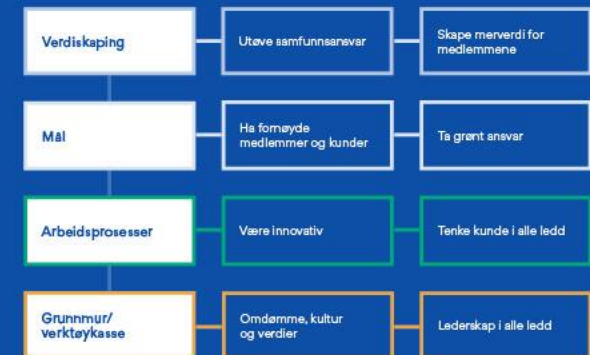 Verdiskaping
Utøve samfunnsansvar
Skape merverdi for
medlemmene
Mål
Ha fornøyde
medlemmer og kunder
Ta grønt ansvar
Arbeidsprosesser
Være innovativ
Tenke kunde i alle ledd
Grunnmur/
verktøykasse
Omdømme, kultur
og verdier
Lederskap i alle ledd